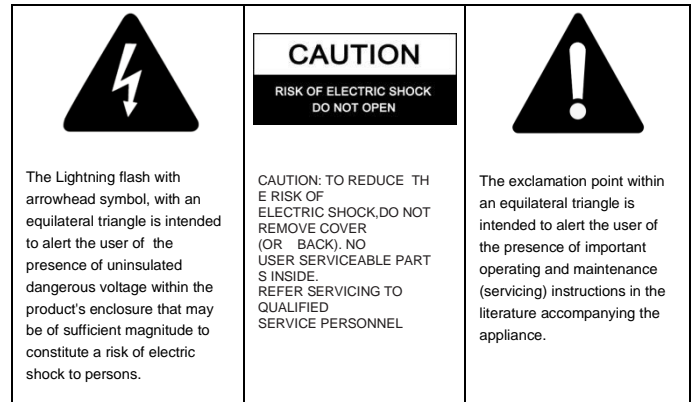 The Lightning flash with
arrowhead symbol, with an
equilateral triangle is intended
to alert the user of  the
presence of uninsulated
dangerous voltage within the
product's enclosure that may
be of sufficient magnitude to
constitute a risk of electric
shock to persons.
CAUTION
RISK OF ELECTRIC SHOCK
DO NOT OPEN
CAUTION: TO REDUCE  TH
E RISK OF
ELECTRIC SHOCK,DO NOT
REMOVE COVER
(OR    BACK). NO
USER SERVICEABLE PART
S INSIDE.
REFER SERVICING TO
QUALIFIED
SERVICE PERSONNEL
The exclamation point within
an equilateral triangle is
intended to alert the user of
the presence of important
operating and maintenance
(servicing) instructions in the
literature accompanying the
appliance.